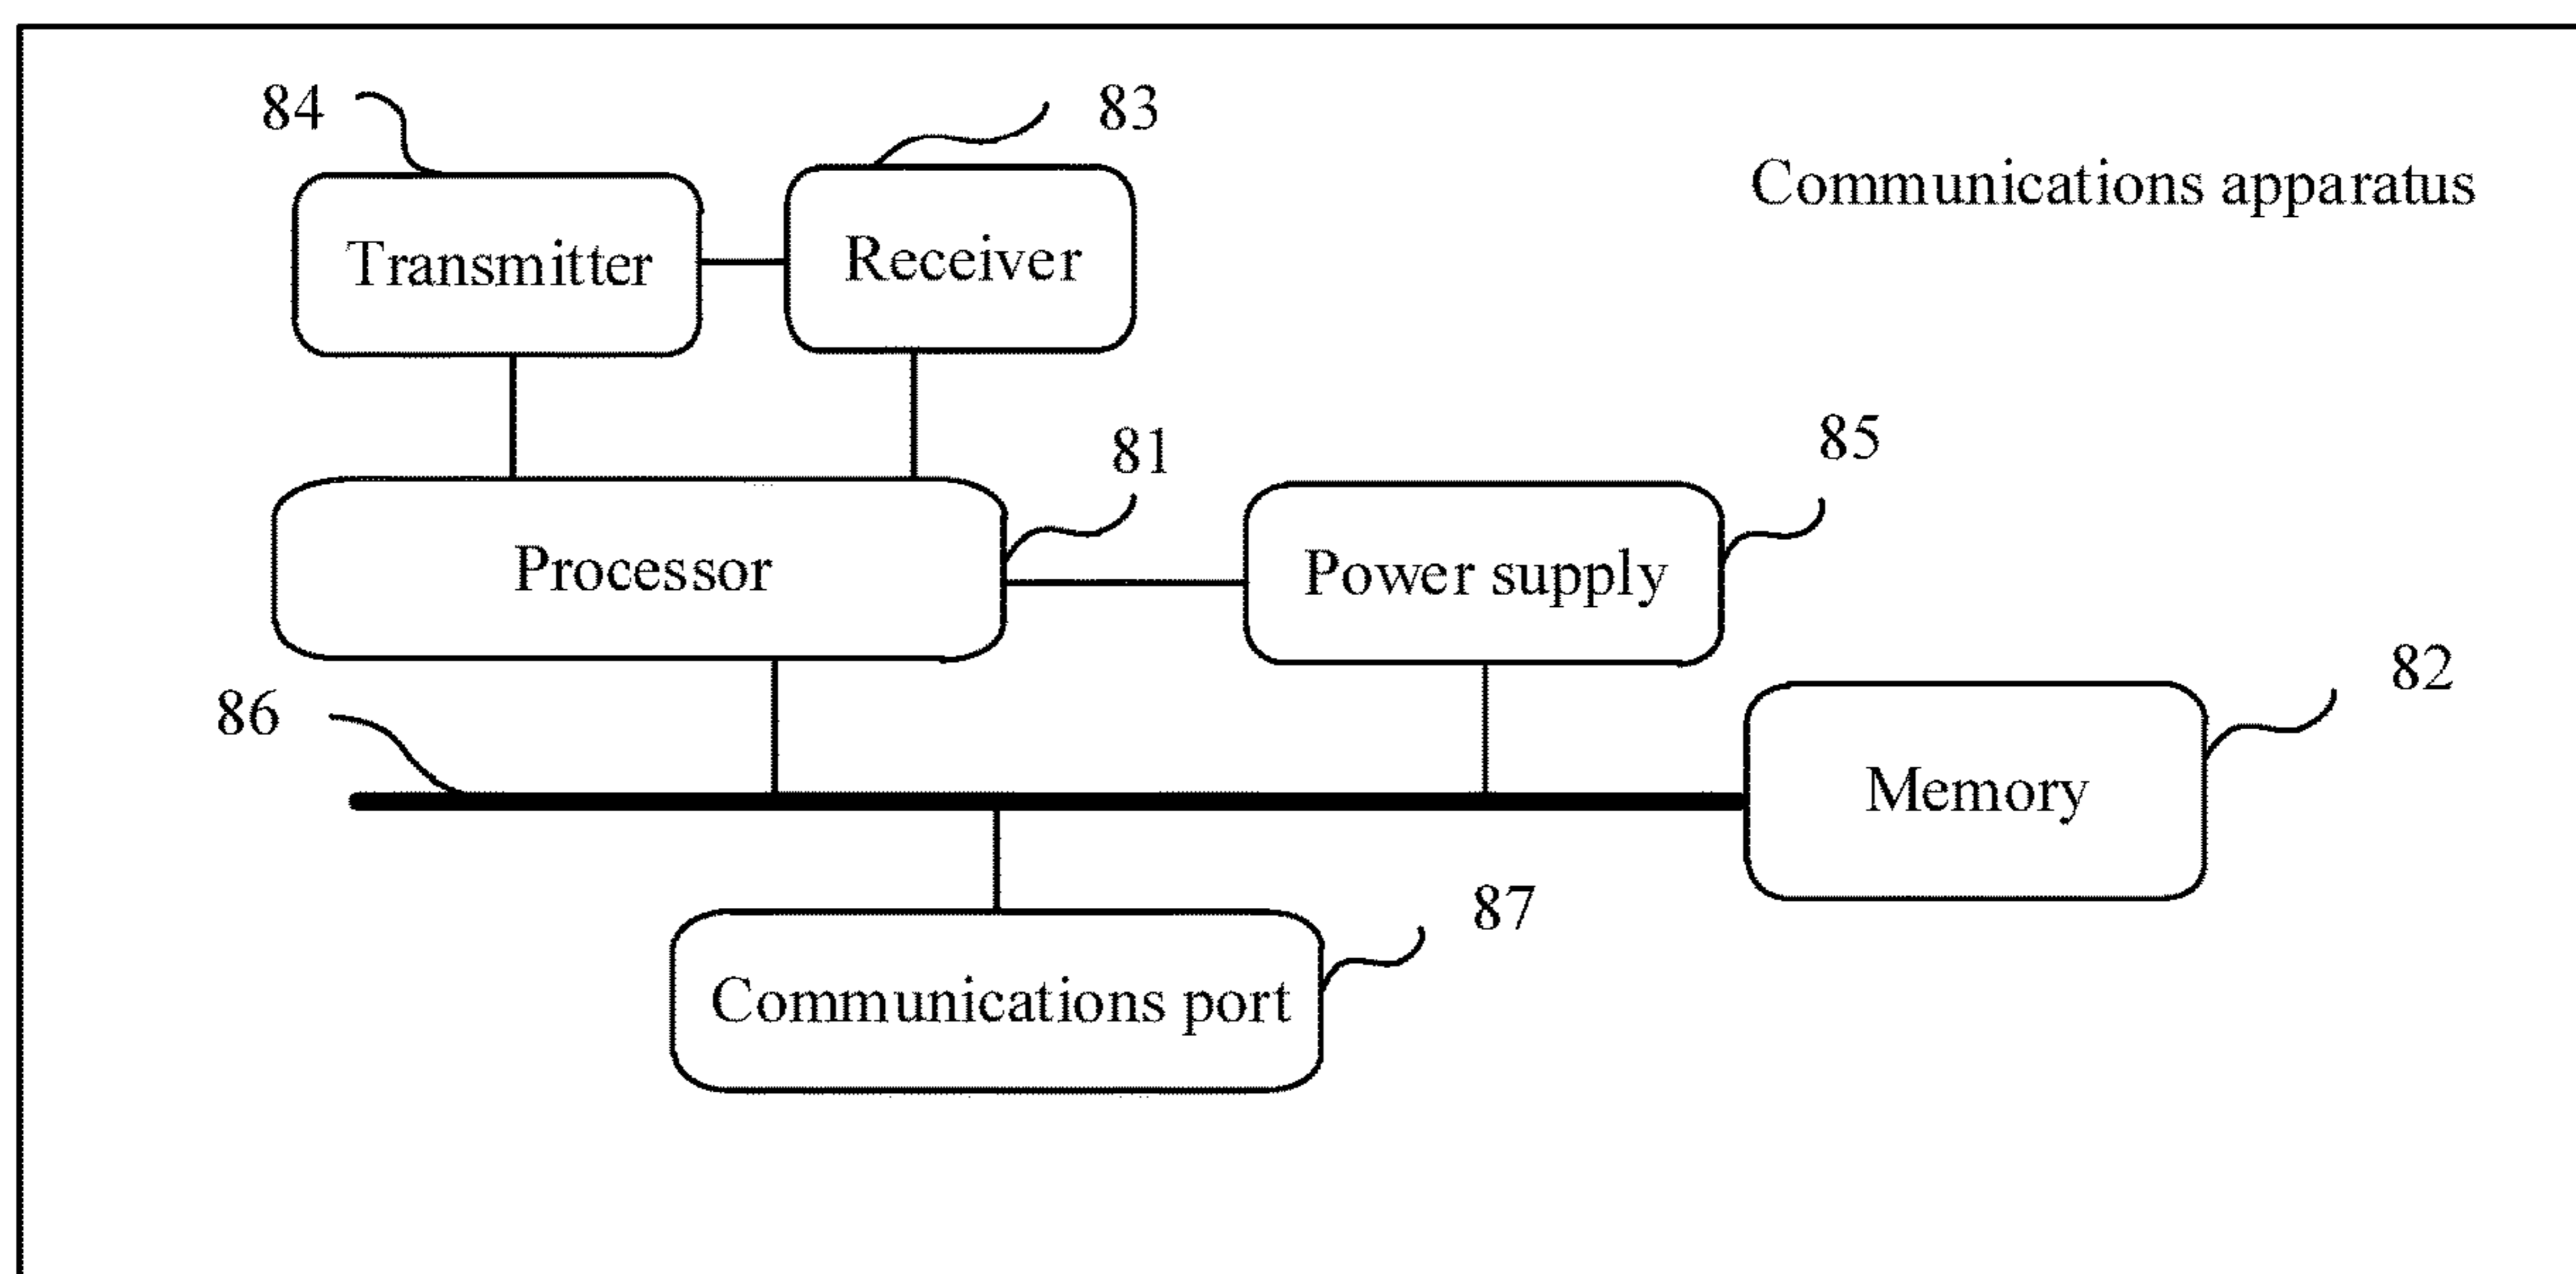 84
83
Communications apparatus
Transmitter
Receiver
81
85
Processor
Power supply
82
86
Memory
87
Communications port